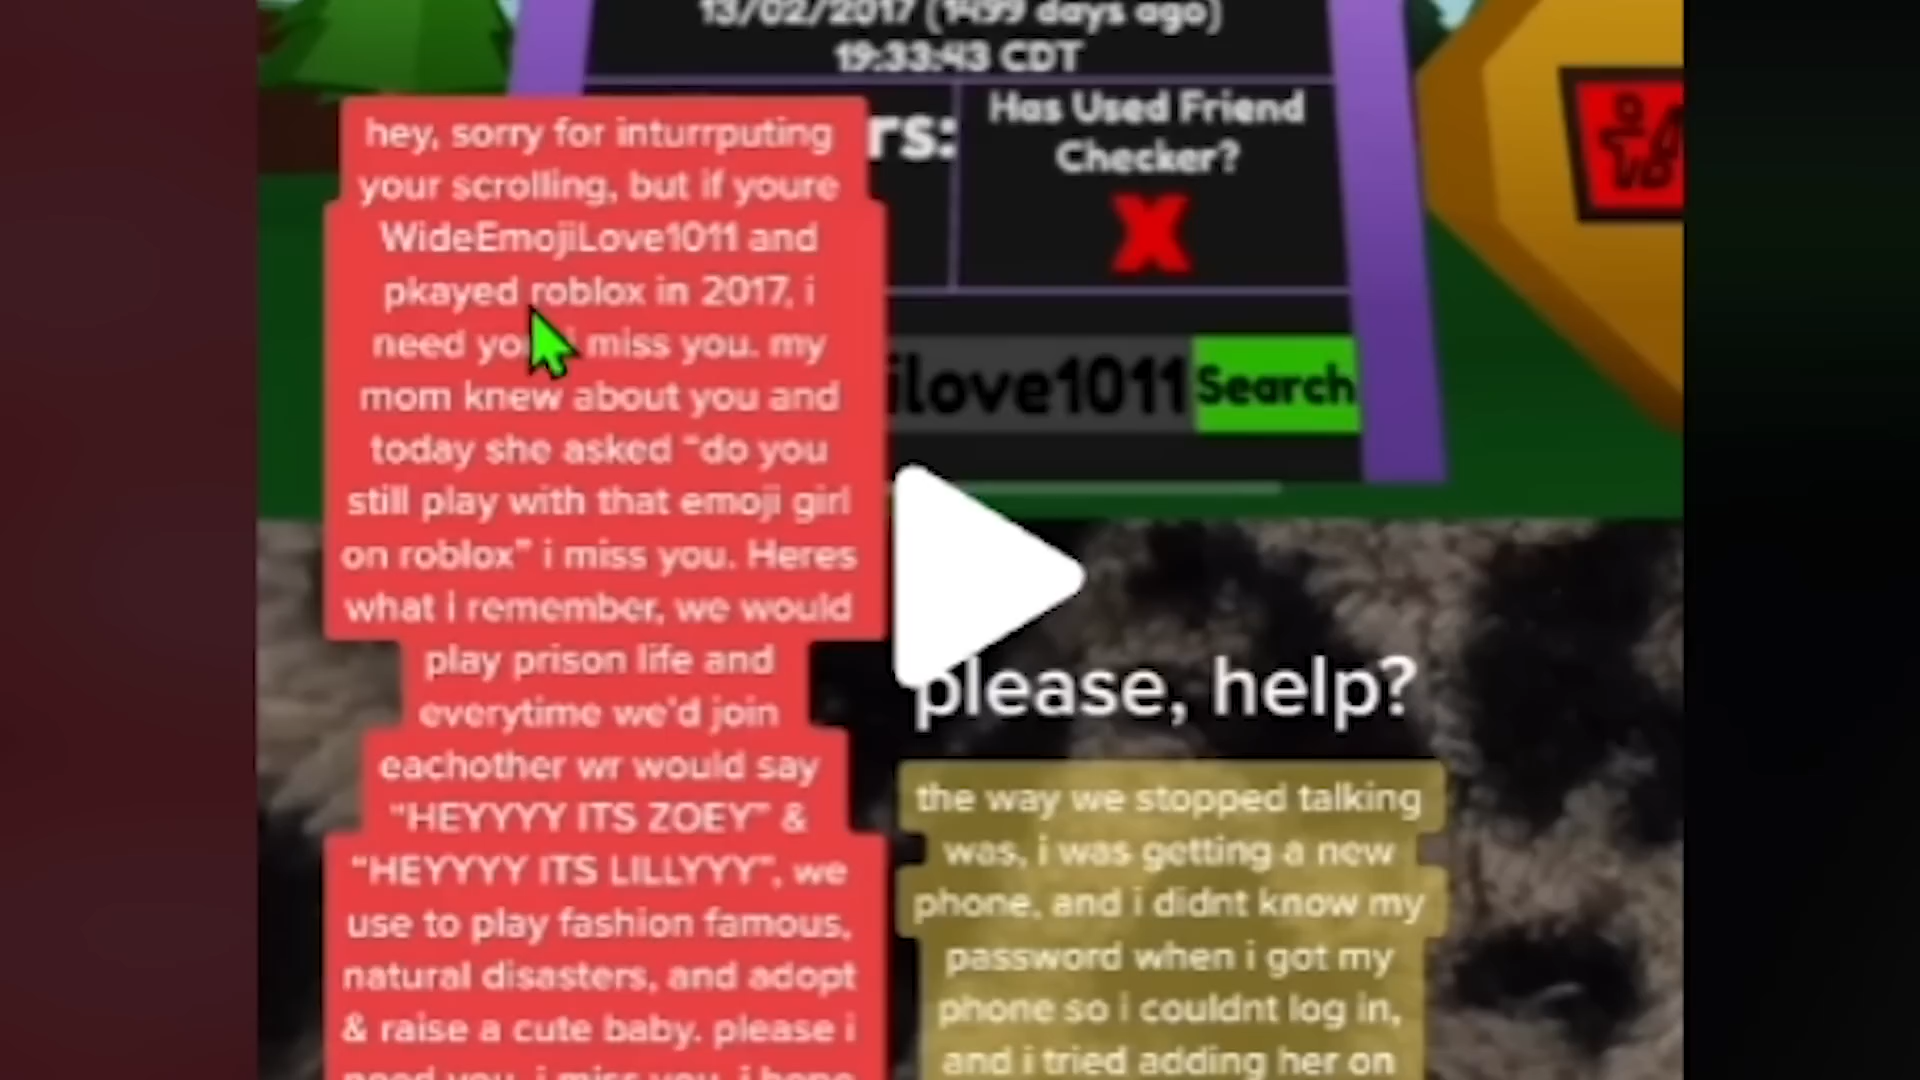 13/02/2017 (1499 days ago)
19:33:43 CDT
rs:
Has Used Friend
Checker?
X
ilove1011
Search
hey, sorry for inturrputing
your scrolling, but if youre
WideEmojiLove1011 and
pkayed roblox in 2017, i
need miss you. my
mom knew about you and
today she asked "do you
still play with that emoji girl
on roblox" i miss you. Heres
what i remember, we would
play prison life and
everytime we'd join
eachother wr would say
"HEYYYY ITS ZOEY" &
"HEYYYY ITS LILLYYY", we
use to play fashion famous,
natural disasters, and adopt
& raise a cute baby. please i
need you, i miss you, i hope
please, help?
the way we stopped talking
was, i was getting a new
phone, and i didnt know my
password when i got my
phone so i couldnt log in,
and i tried adding her on